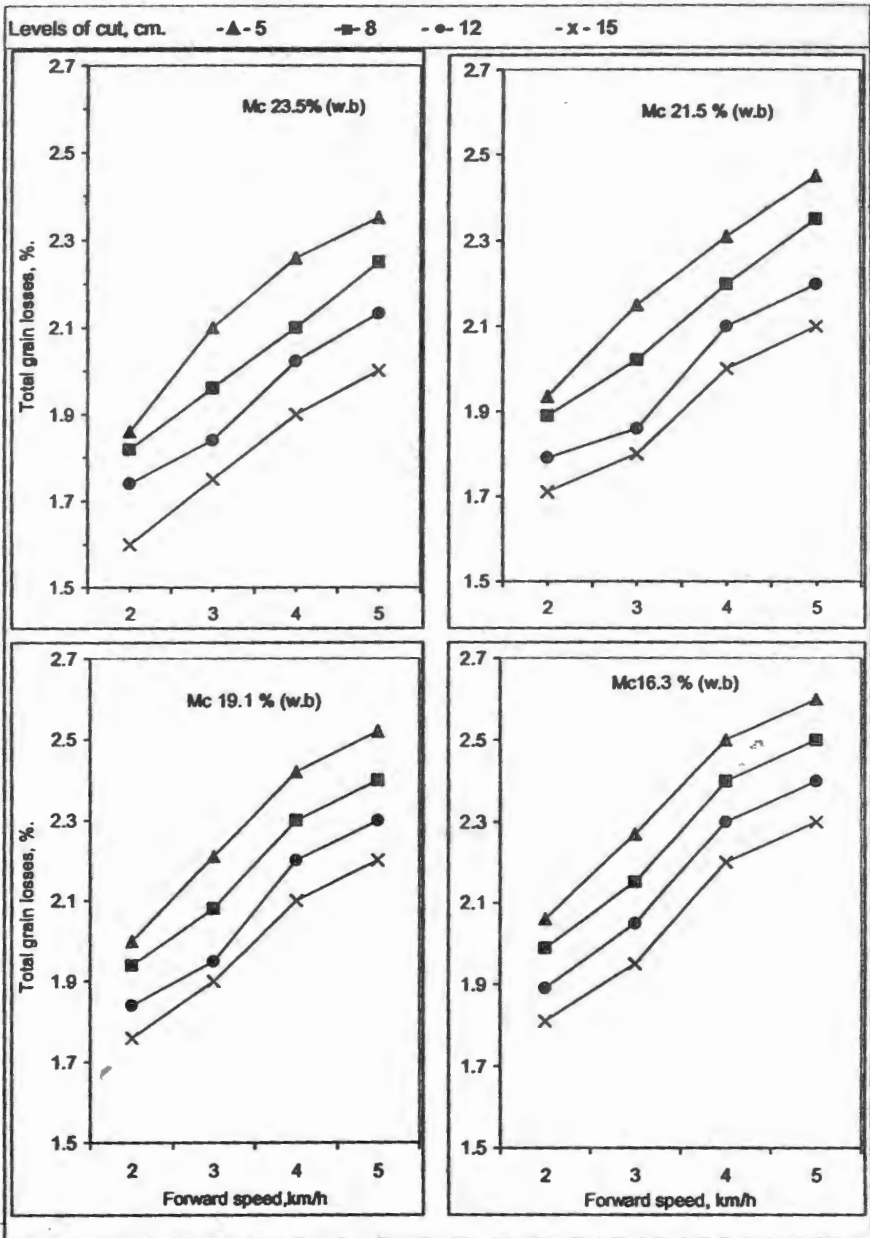 Levels of cut, cm. -▲- 5 -■- 8 -●- 12 - x - 15
Mc 23.5% (w.b)
Total grain losses, %.
2.7
2.5
2.3
2.1
1.9
1.7
1.5
2 3 4 5
Mc 21.5 % (w.b)
2.7
2.5
2.3
2.1
1.9
1.7
1.5
2 3 4 5
Mc 19.1 % (w.b)
Total grain losses, %.
2.7
2.5
2.3
2.1
1.9
1.7
1.5
2 3 4 5
Forward speed,km/h
Mc16.3 % (w.b)
2.7
2.5
2.3
2.1
1.9
1.7
1.5
2 3 4 5
Forward speed, km/h